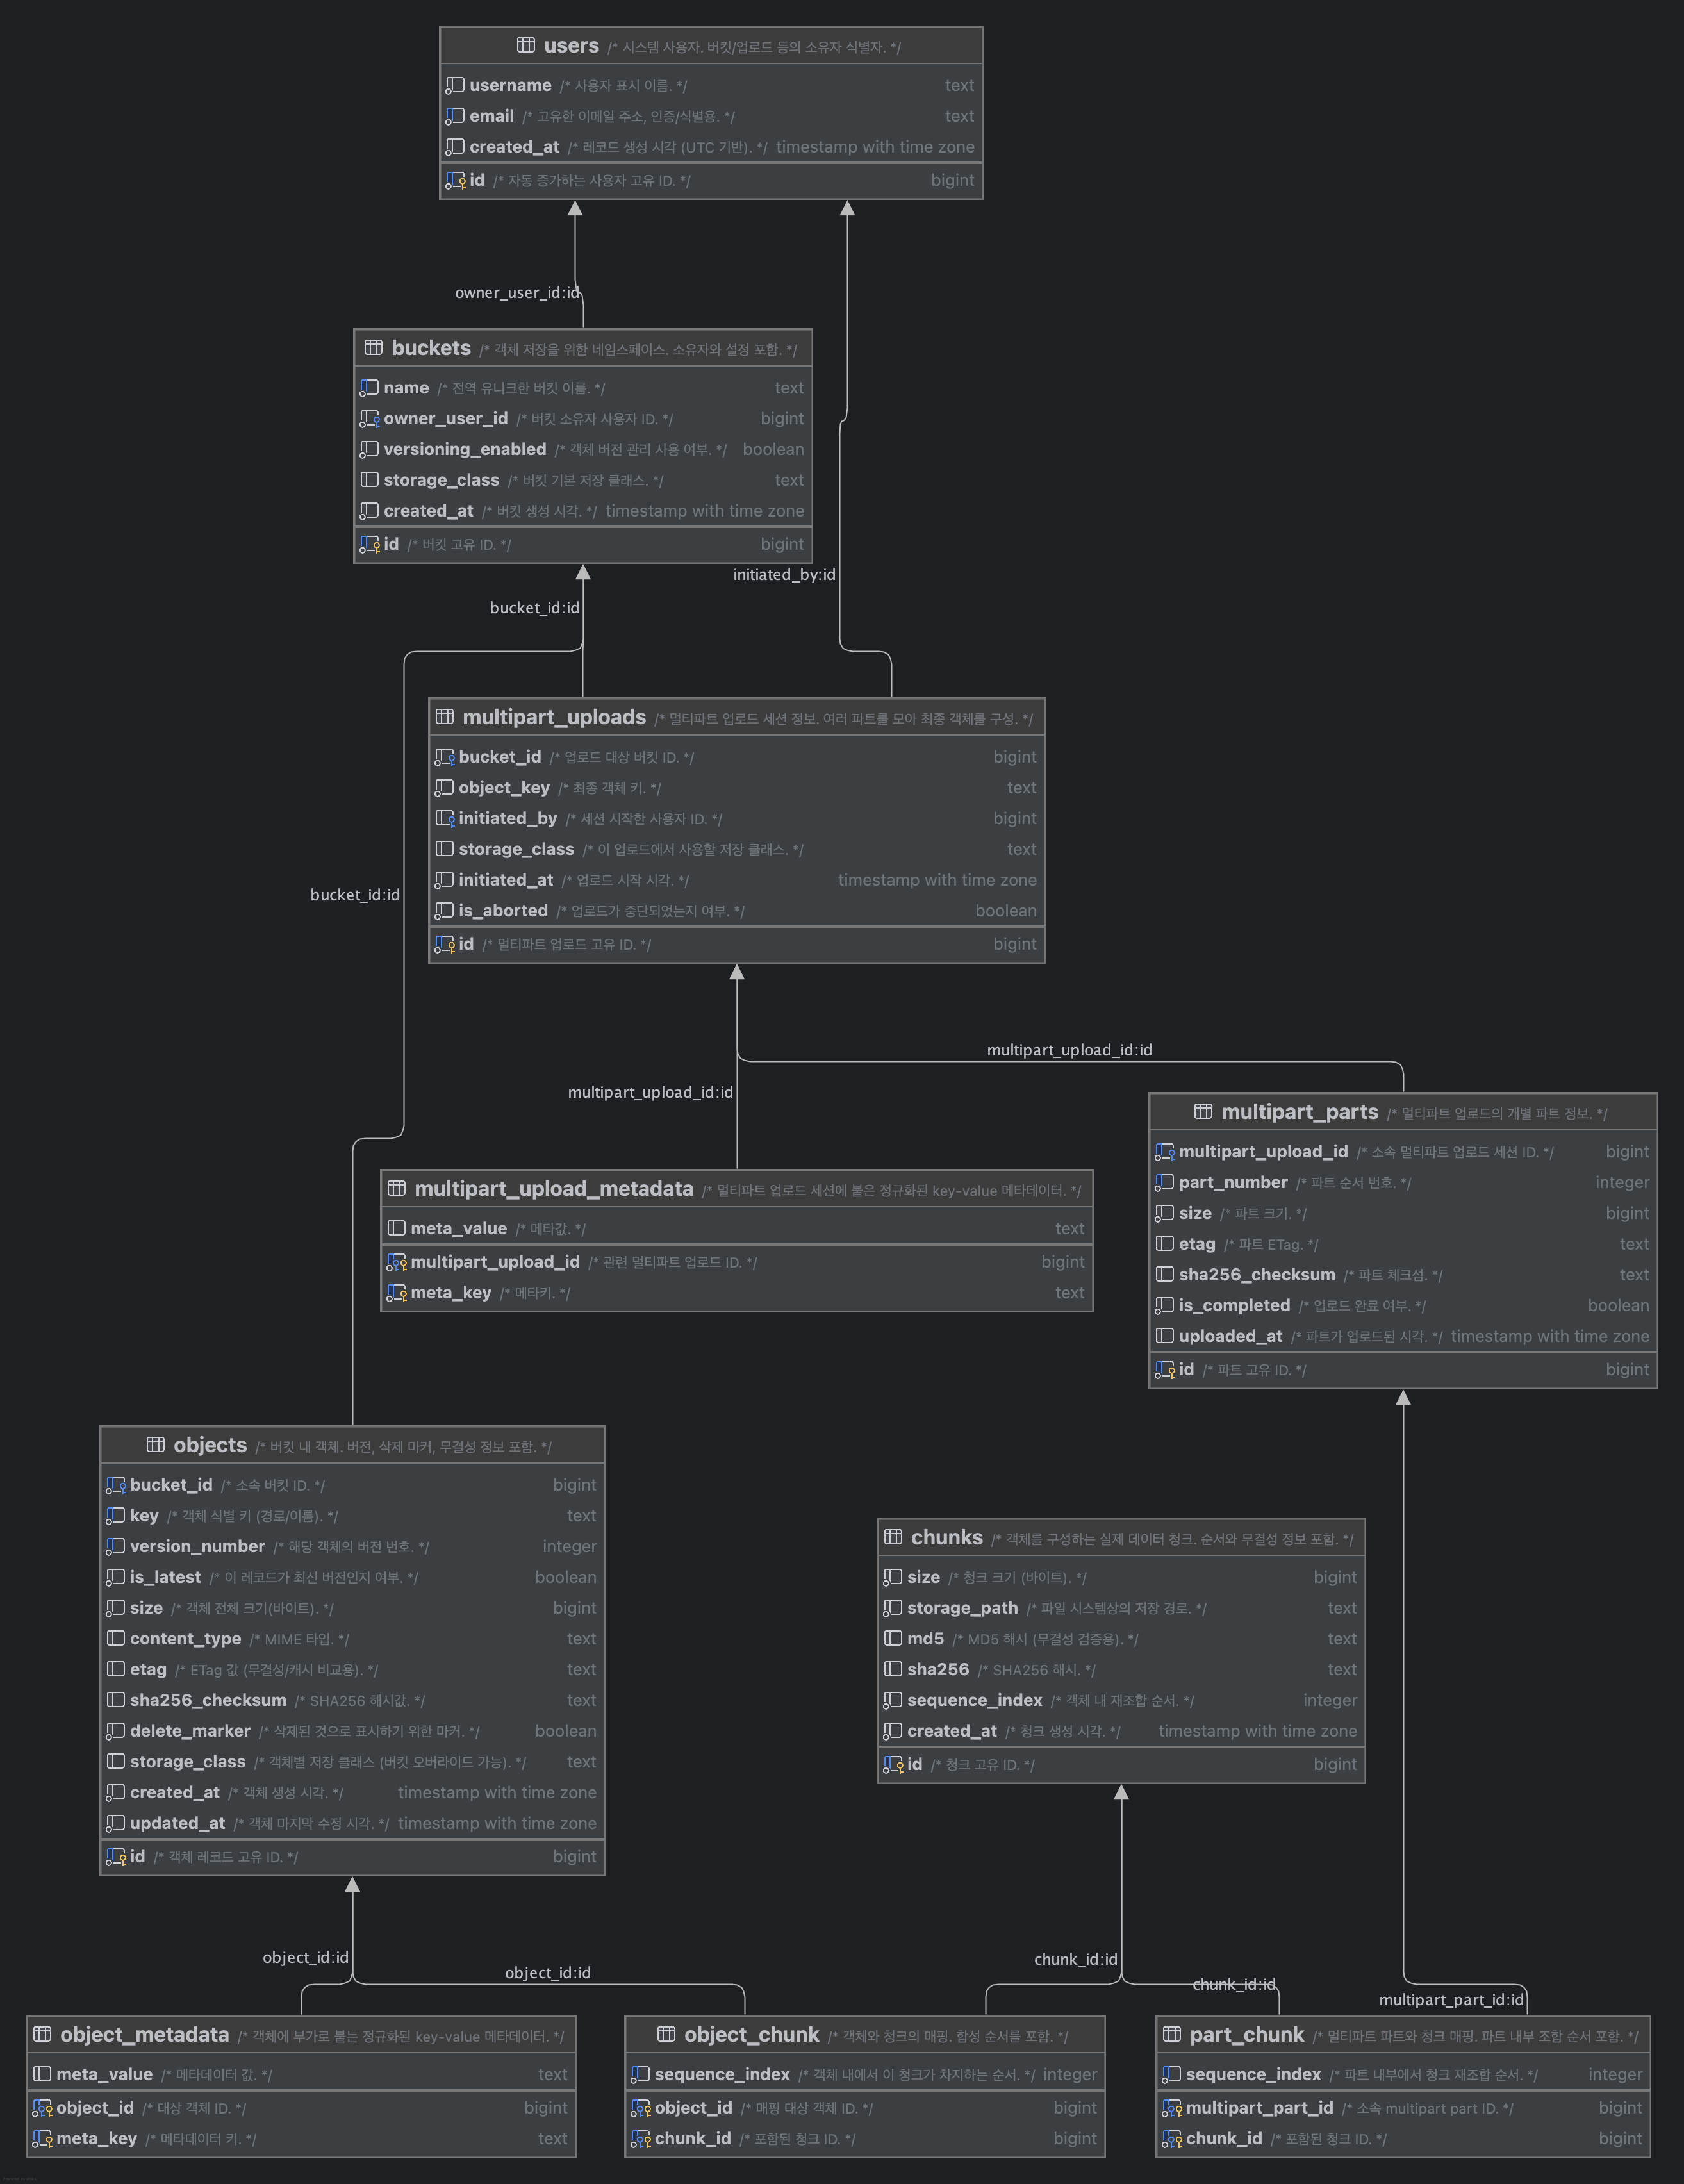 users /* 시스템 사용자. 버킷/업로드 등의 소유자 식별자. */
username /* 사용자 표시 이름. */ text
email /* 고유한 이메일 주소, 인증/식별용. */ text
created_at /* 레코드 생성 시각 (UTC 기반). */ timestamp with time zone
id /* 자동 증가하는 사용자 고유 ID. */ bigint
owner_user_id:id
buckets /* 객체 저장을 위한 네임스페이스. 소유자와 설정 포함. */
name /* 전역 유니크한 버킷 이름. */ text
owner_user_id /* 버킷 소유자 사용자 ID. */ bigint
versioning_enabled /* 객체 버전 관리 사용 여부. */ boolean
storage_class /* 버킷 기본 저장 클래스. */ text
created_at /* 버킷 생성 시각. */ timestamp with time zone
id /* 버킷 고유 ID. */ bigint
initiated_by:id
bucket_id:id
multipart_uploads /* 멀티파트 업로드 세션 정보. 여러 파트를 모아 최종 객체를 구성. */
bucket_id /* 업로드 대상 버킷 ID. */ bigint
object_key /* 최종 객체 키. */ text
initiated_by /* 세션 시작한 사용자 ID. */ bigint
storage_class /* 이 업로드에서 사용할 저장 클래스. */ text
initiated_at /* 업로드 시작 시각. */ timestamp with time zone
is_aborted /* 업로드가 중단되었는지 여부. */ boolean
id /* 멀티파트 업로드 고유 ID. */ bigint
bucket_id:id
multipart_upload_id:id
multipart_upload_id:id
multipart_parts /* 멀티파트 업로드의 개별 파트 정보. */
multipart_upload_id /* 소속 멀티파트 업로드 세션 ID. */ bigint
part_number /* 파트 순서 번호. */ integer
size /* 파트 크기. */ bigint
etag /* 파트 ETag. */ text
sha256_checksum /* 파트 체크섬. */ text
is_completed /* 업로드 완료 여부. */ boolean
uploaded_at /* 파트가 업로드된 시각. */ timestamp with time zone
id /* 파트 고유 ID. */ bigint
multipart_upload_metadata /* 멀티파트 업로드 세션에 붙은 정규화된 key-value 메타데이터. */
meta_value /* 메타값. */ text
multipart_upload_id /* 관련 멀티파트 업로드 ID. */ bigint
meta_key /* 메타키. */ text
objects /* 버킷 내 객체. 버전, 삭제 마커, 무결성 정보 포함. */
bucket_id /* 소속 버킷 ID. */ bigint
key /* 객체 식별 키 (경로/이름). */ text
version_number /* 해당 객체의 버전 번호. */ integer
is_latest /* 이 레코드가 최신 버전인지 여부. */ boolean
size /* 객체 전체 크기(바이트). */ bigint
content_type /* MIME 타입. */ text
etag /* ETag 값 (무결성/캐시 비교용). */ text
sha256_checksum /* SHA256 해시값. */ text
delete_marker /* 삭제된 것으로 표시하기 위한 마커. */ boolean
storage_class /* 객체별 저장 클래스 (버킷 오버라이드 가능). */ text
created_at /* 객체 생성 시각. */ timestamp with time zone
updated_at /* 객체 마지막 수정 시각. */ timestamp with time zone
id /* 객체 레코드 고유 ID. */ bigint
chunks /* 객체를 구성하는 실제 데이터 청크. 순서와 무결성 정보 포함. */
size /* 청크 크기 (바이트). */ bigint
storage_path /* 파일 시스템상의 저장 경로. */ text
md5 /* MD5 해시 (무결성 검증용). */ text
sha256 /* SHA256 해시. */ text
sequence_index /* 객체 내 재조합 순서. */ integer
created_at /* 청크 생성 시각. */ timestamp with time zone
id /* 청크 고유 ID. */ bigint
object_id:id
object_id:id
chunk_id:id
chunk_id:id
multipart_part_id:id
object_metadata /* 객체에 부가로 붙는 정규화된 key-value 메타데이터. */
meta_value /* 메타데이터 값. */ text
object_id /* 대상 객체 ID. */ bigint
meta_key /* 메타데이터 키. */ text
object_chunk /* 객체와 청크의 매핑. 합성 순서를 포함. */
sequence_index /* 객체 내에서 이 청크가 차지하는 순서. */ integer
object_id /* 매핑 대상 객체 ID. */ bigint
chunk_id /* 포함된 청크 ID. */ bigint
part_chunk /* 멀티파트 파트와 청크 매핑. 파트 내부 조합 순서 포함. */
sequence_index /* 파트 내부에서 청크 재조합 순서. */ integer
multipart_part_id /* 소속 multipart part ID. */ bigint
chunk_id /* 포함된 청크 ID. */ bigint